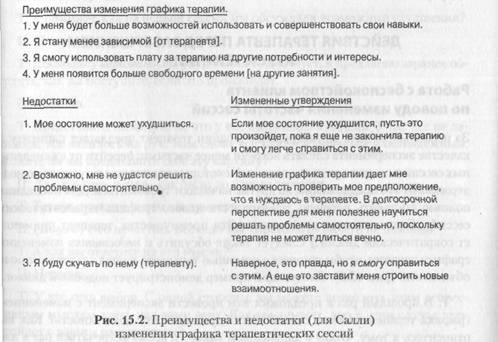 Преимущества изменения графика терапии.
1. У меня будет больше возможностей использовать и совершенствовать свои навыки.
2. Я стану менее зависимой [от терапевта].
3. Я смогу использовать плату за терапию на другие потребности и интересы.
4. У меня появится больше свободного времени [на другие занятия].
Недостатки
Измененные утверждения
1. Мое состояние может ухудшиться.
Если мое состояние ухудшится, пусть это
произойдет, пока я еще не закончила терапию
и смогу легче справиться с этим.
2. Возможно, мне не удастся решить
проблемы самостоятельно.
Изменение графика терапии дает мне
возможность проверить мое предположение,
что я нуждаюсь в терапевте. В долгосрочной
перспективе для меня полезнее научиться
решать проблемы самостоятельно, поскольку
терапия не может длиться вечно.
3. Я буду скучать по нему (терапевту).
Наверное, это правда, но я смогу справиться
с этим. А еще это заставит меня строить новые
взаимоотношения.
Рис. 15.2. Преимущества и недостатки (для Салли)
изменения графика терапевтических сессий